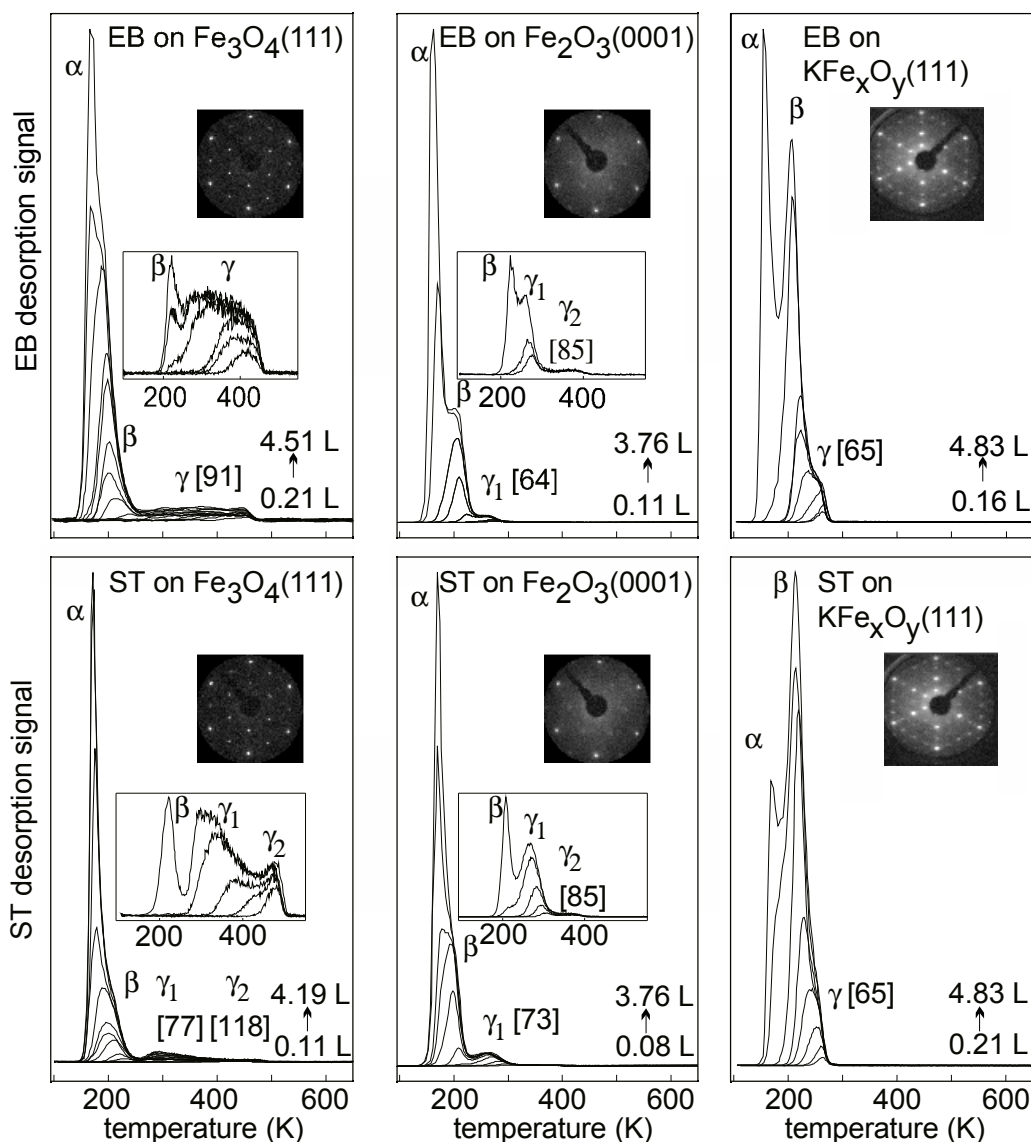 EB desorption signal
EB on Fe3O4(111)
α
β γ
200 400
β
4.51 L
γ [91]
0.21 L
EB on Fe2O3(0001)
α
β γ1
γ2
[85]
200 400
β
3.76 L
γ1 [64]
0.11 L
EB on
KFexOy(111)
α
β
γ [65]
4.83 L
0.16 L
ST desorption signal
ST on Fe3O4(111)
α
β γ1
γ2
200 400
β γ1 γ2
4.19 L
[77] [118]
0.11 L
200 400 600
temperature (K)
ST on Fe2O3(0001)
α
β γ1
γ2
[85]
200 400
β
3.76 L
γ1 [73]
0.08 L
200 400 600
temperature (K)
β ST on
KFexOy(111)
α
γ [65]
4.83 L
0.21 L
200 400 600
temperature (K)